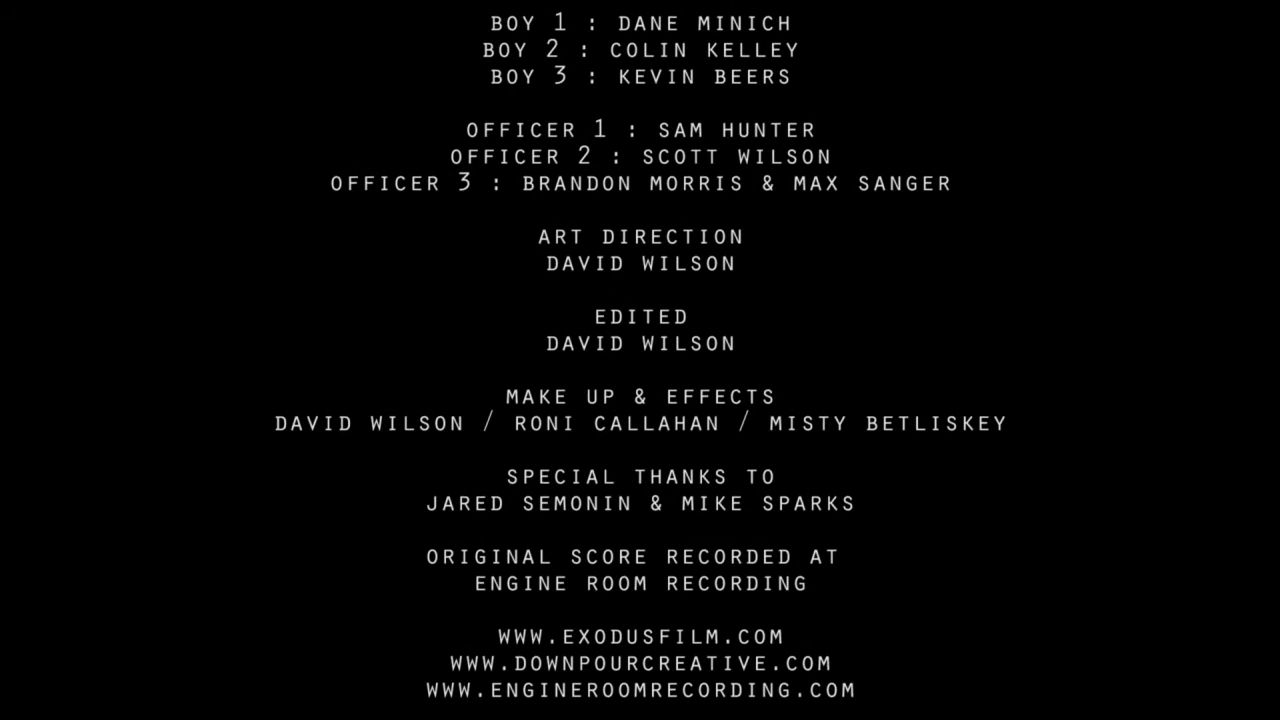 BOY 1 : DANE MINICH
BOY 2 : COLIN KELLEY
BOY 3 : KEVIN BEERS
OFFICER 1 : SAM HUNTER
OFFICER 2 : SCOTT WILSON
OFFICER 3 : BRANDON MORRIS & MAX SANGER
ART DIRECTION
DAVID WILSON
EDITED
DAVID WILSON
MAKE UP & EFFECTS
DAVID WILSON / RONI CALLAHAN / MISTY BETLISKEY
SPECIAL THANKS TO
JARED SEMONIN & MIKE SPARKS
ORIGINAL SCORE RECORDED AT
ENGINE ROOM RECORDING
WWW.EXODUSFILM.COM
WWW.DOWNPOURCREATIVE.COM
WWW.ENGINEROOMRECORDING.COM